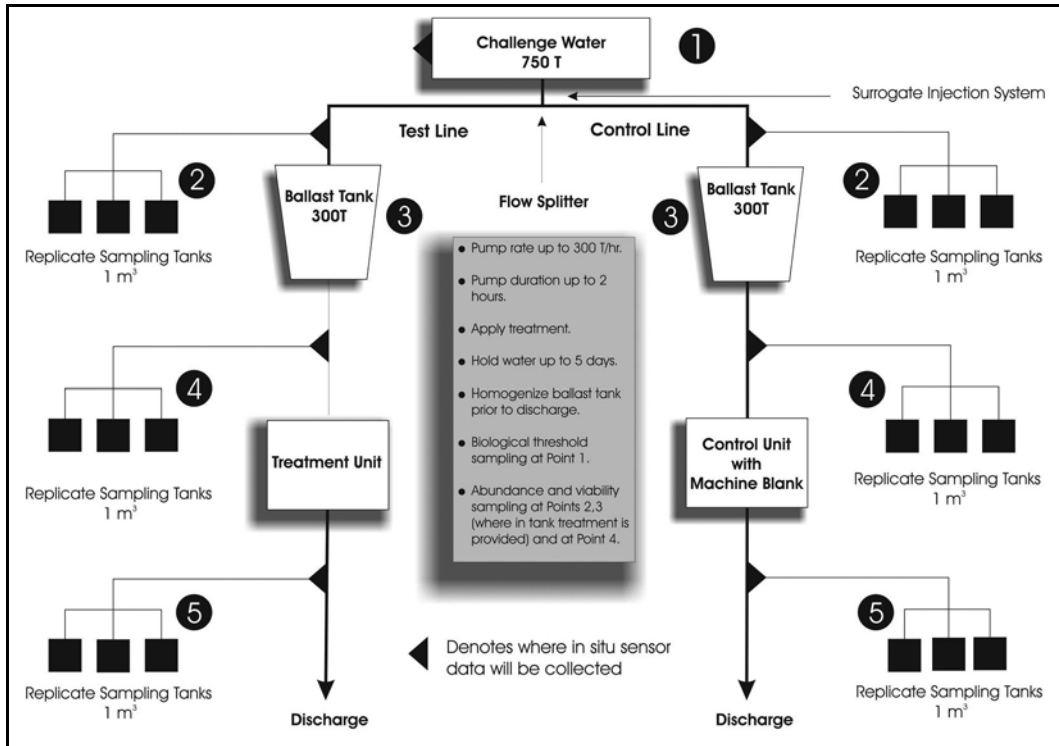 Challenge Water
750 T
1
Surrogate Injection System
Test Line
Control Line
2
Replicate Sampling Tanks
1 m³
Ballast Tank
300T
3
Flow Splitter
3
Ballast Tank
300T
2
Replicate Sampling Tanks
1 m³
● Pump rate up to 300 T/hr.
● Pump duration up to 2
hours.
● Apply treatment.
● Hold water up to 5 days.
● Homogenize ballast tank
prior to discharge.
● Biological threshold
sampling at Point 1.
● Abundance and viability
sampling at Points 2,3
(where in tank treatment is
provided) and at Point 4.
4
Replicate Sampling Tanks
1 m³
Treatment Unit
Control Unit
with
Machine Blank
4
Replicate Sampling Tanks
1 m³
5
Replicate Sampling Tanks
1 m³
Discharge
Denotes where in situ sensor
data will be collected
Discharge
5
Replicate Sampling Tanks
1 m³